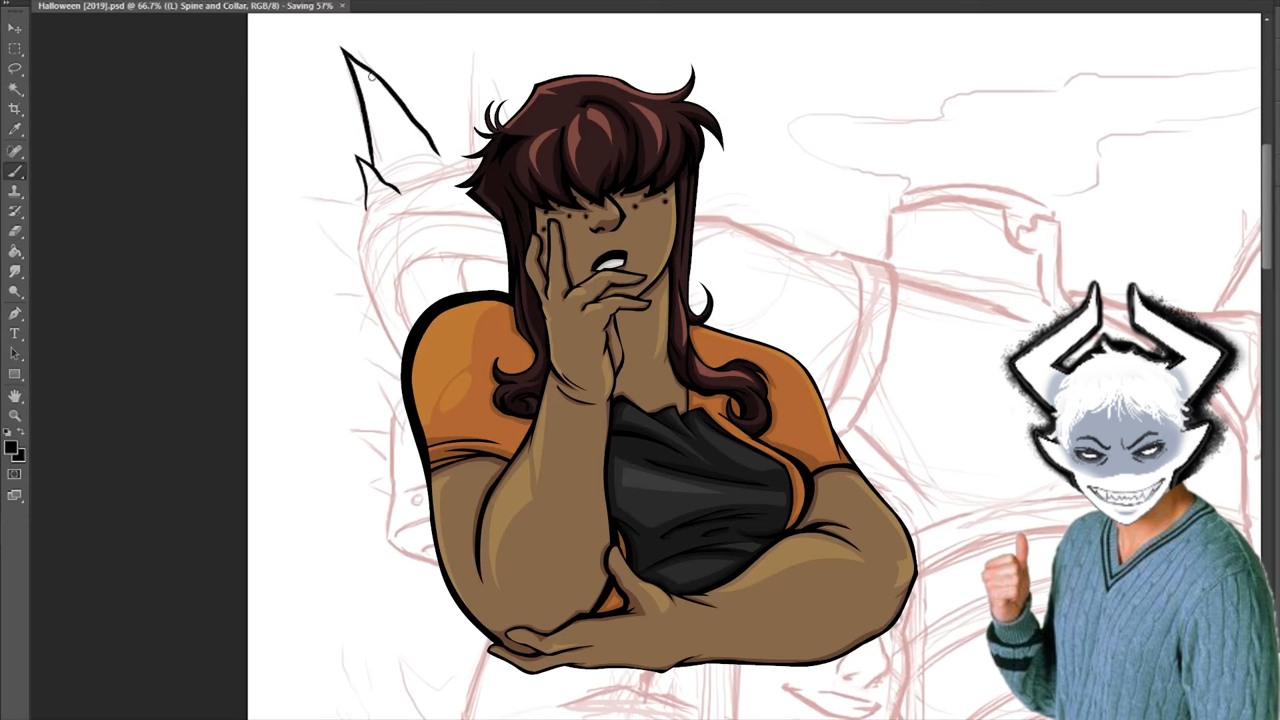 Halloween [2019].psd @ 66.7% ((L) Spine and Collar, RGB/8) - Saving 57% ×